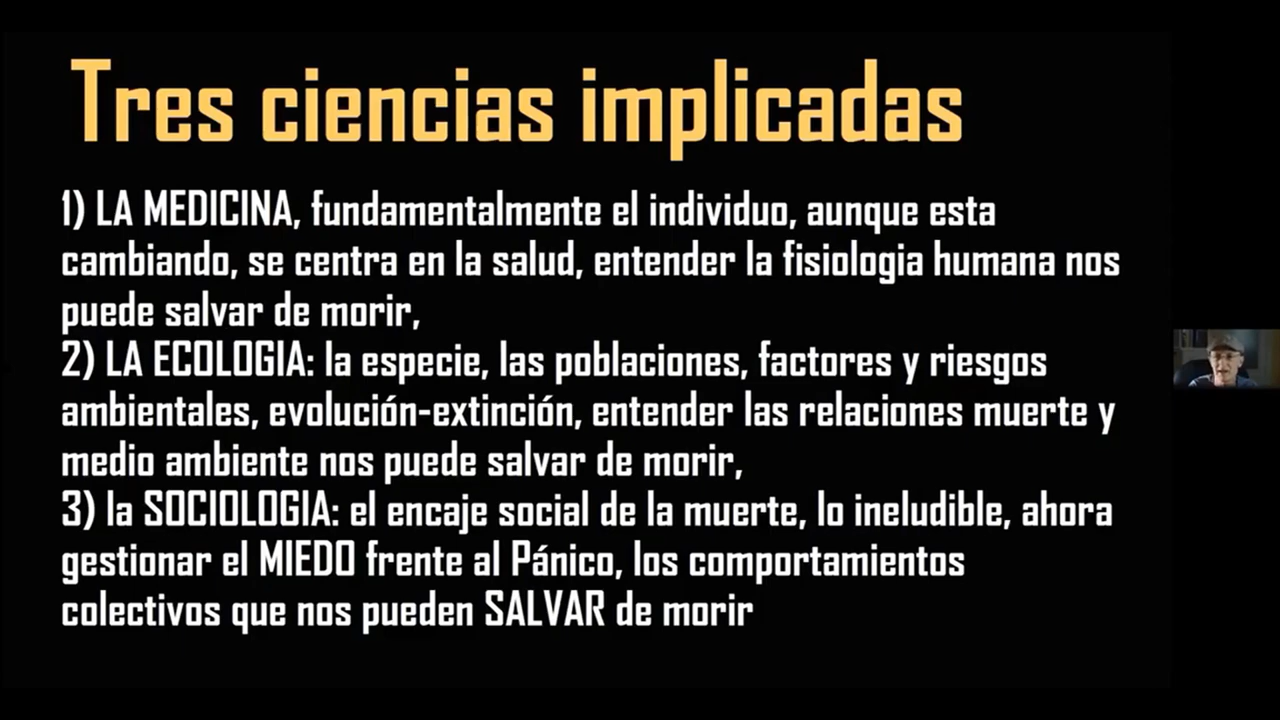 Tres ciencias implicadas
1) LA MEDICINA, fundamentalmente el individuo, aunque esta
cambiando, se centra en la salud, entender la fisiologia humana nos
puede salvar de morir,
2) LA ECOLOGIA: la especie, las poblaciones, factores y riesgos
ambientales, evolución-extinción, entender las relaciones muerte y
medio ambiente nos puede salvar de morir,
3) la SOCIOLOGIA: el encaje social de la muerte, lo ineludible, ahora
gestionar el MIEDO frente al Pánico, los comportamientos
colectivos que nos pueden SALVAR de morir